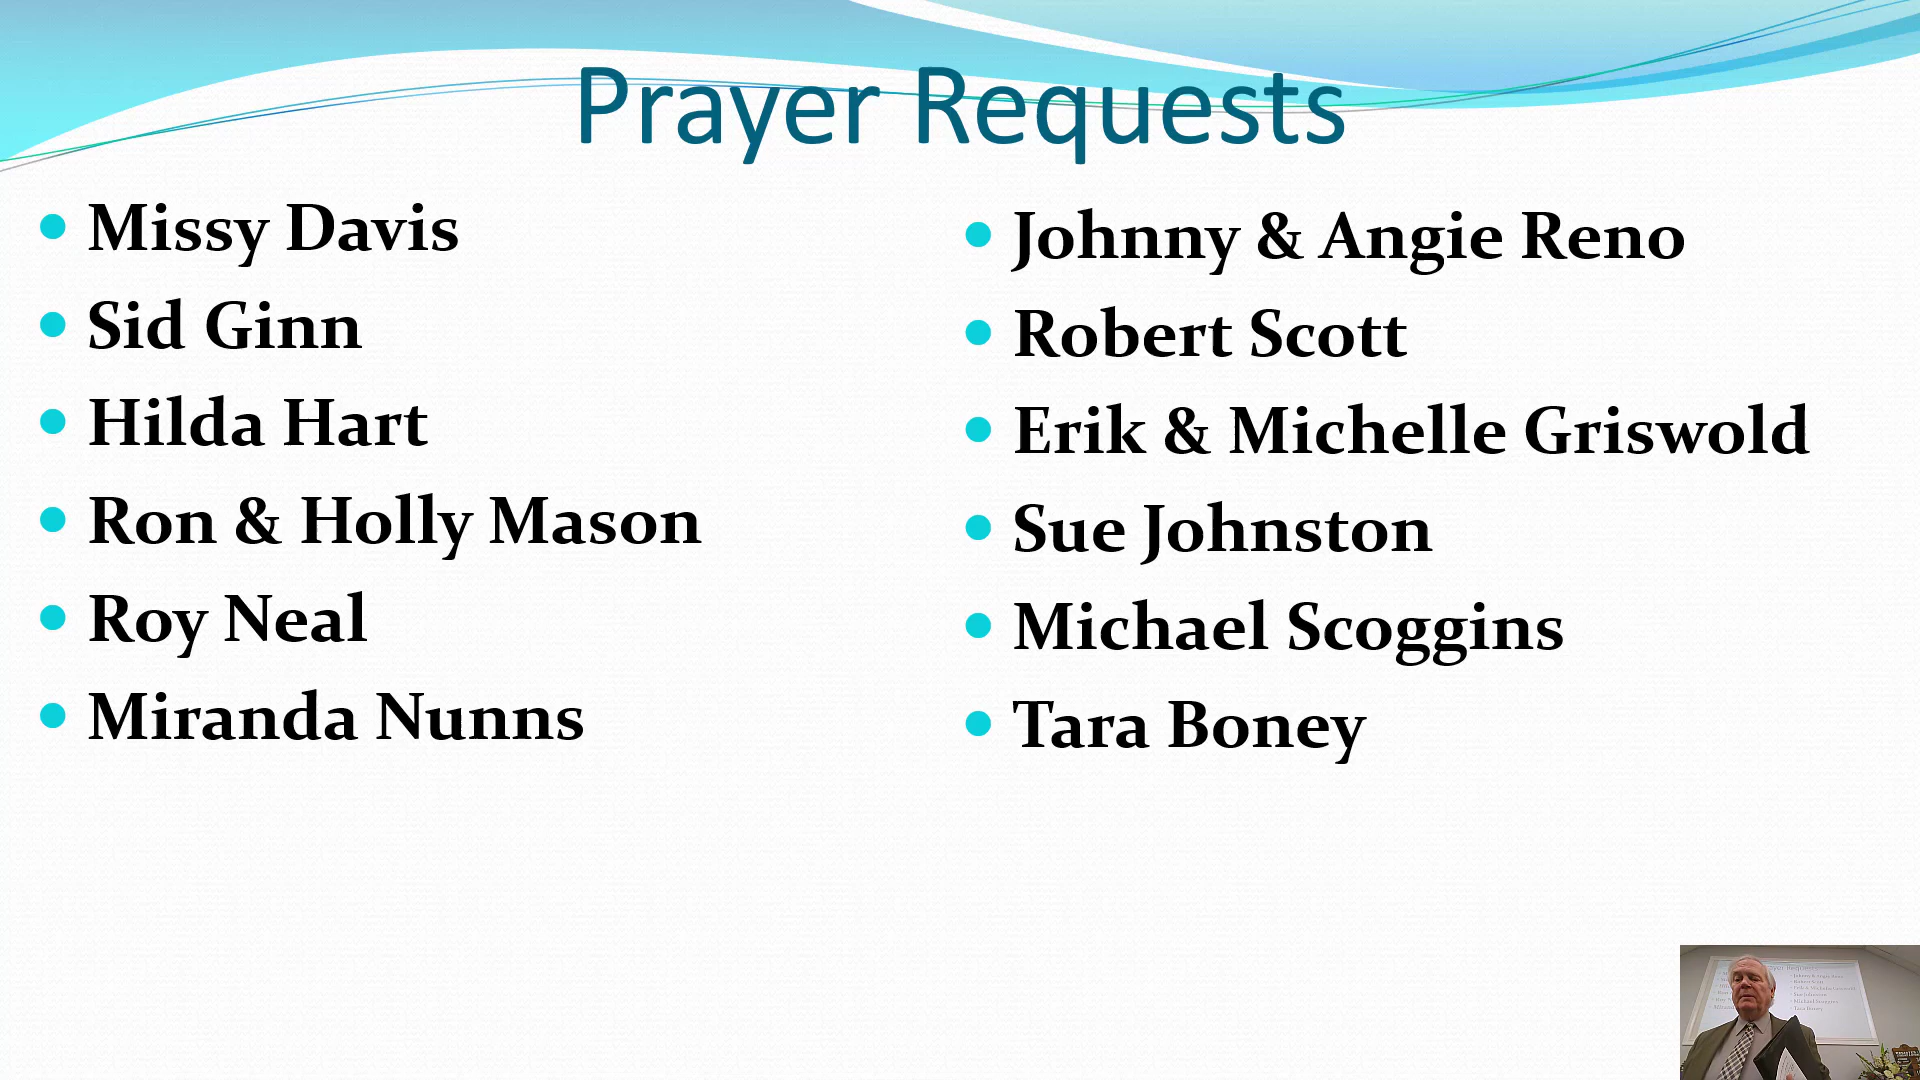 Prayer Requests
Missy Davis
Sid Ginn
Hilda Hart
Ron & Holly Mason
Roy Neal
Miranda Nunns
Johnny & Angie Reno
Robert Scott
Erik & Michelle Griswold
Sue Johnston
Michael Scoggins
Tara Boney